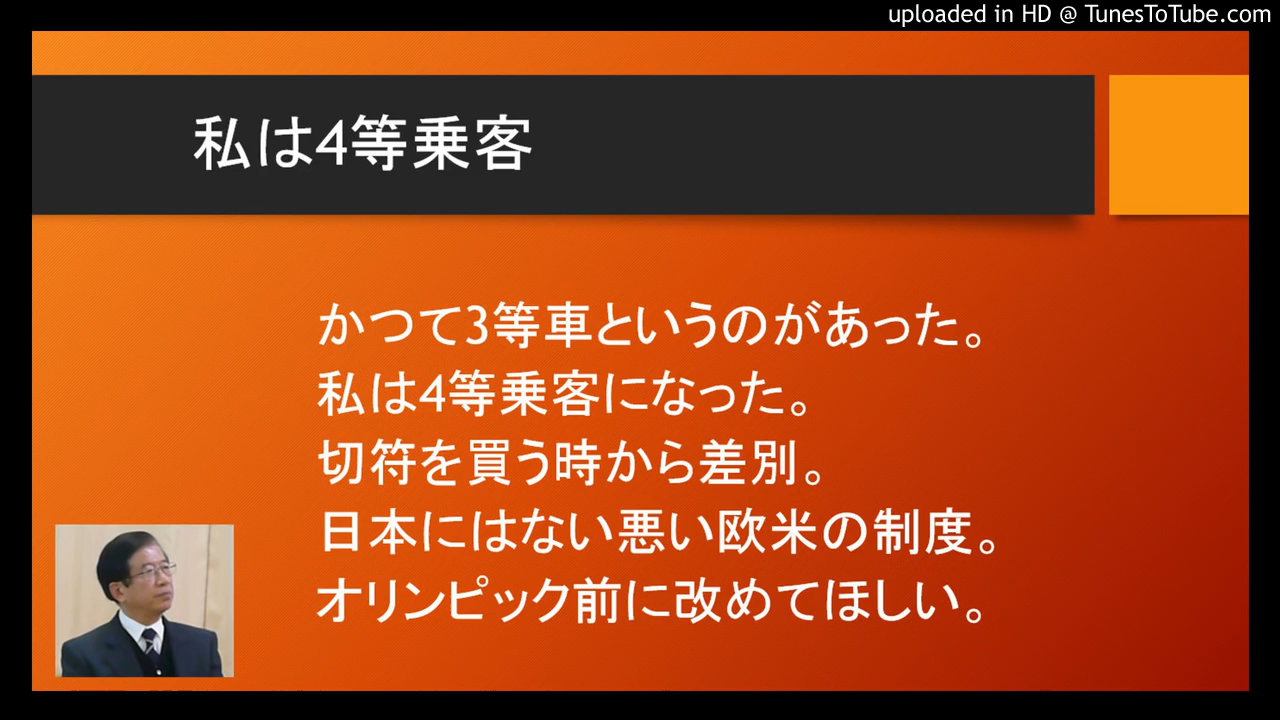 uploaded in HD @ TunesToTube.com
私は4等乗客
かつて3等車というのがあった。
私は4等乗客になった。
切符を買う時から差別。
日本にはない悪い欧米の制度。
オリンピック前に改めてほしい。